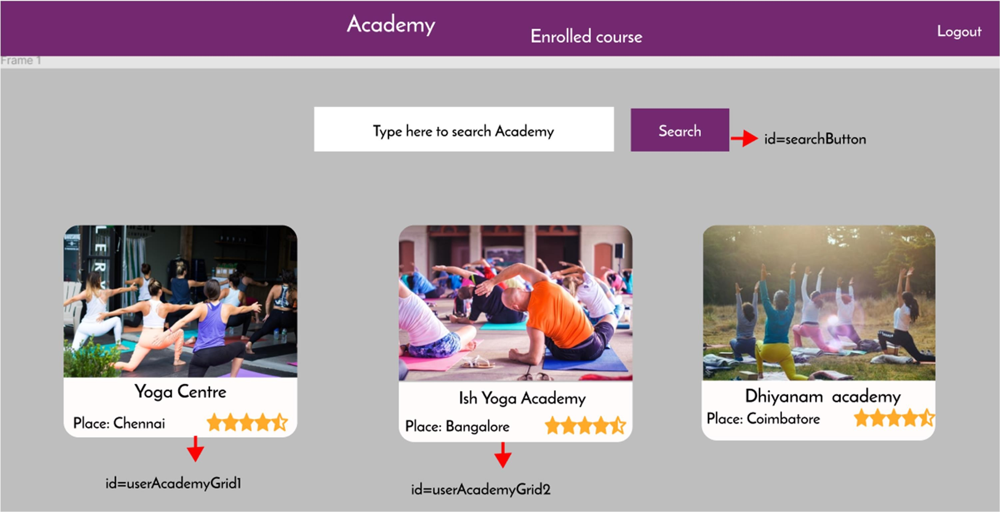 Academy
Enrolled course
Logout
Frame 1
Type here to search Academy
Search
id=searchButton
L E R Y
Yoga Centre
Place: Chennai
id=userAcademyGrid1
Ish Yoga Academy
Place: Bangalore
id=userAcademyGrid2
Dhiyanam academy
Place: Coimbatore